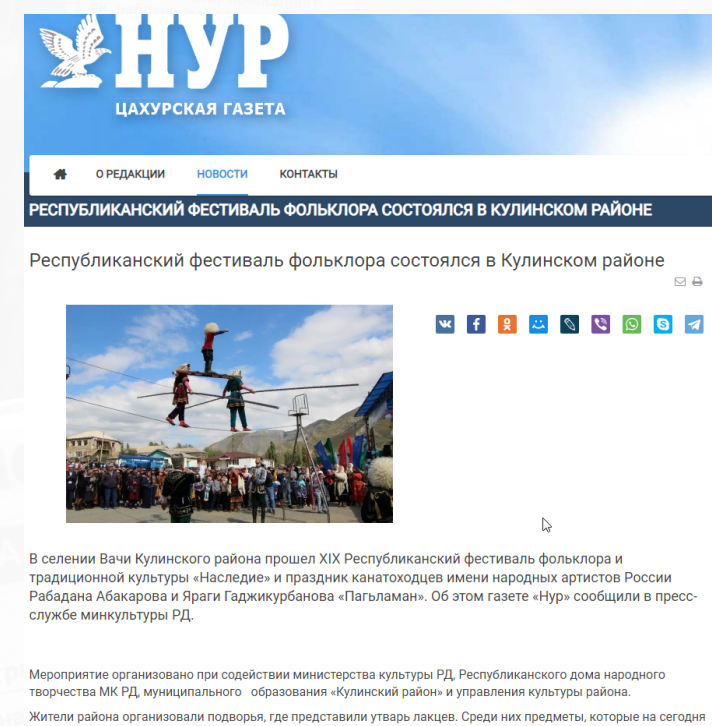 НУР
ЦАХУРСКАЯ ГАЗЕТА
О РЕДАКЦИИ НОВОСТИ КОНТАКТЫ
РЕСПУБЛИКАНСКИЙ ФЕСТИВАЛЬ ФОЛЬКЛОРА СОСТОЯЛСЯ В КУЛИНСКОМ РАЙОНЕ
Республиканский фестиваль фольклора состоялся в Кулинском районе
В селении Вачи Кулинского района прошел XIX Республиканский фестиваль фольклора и
традиционной культуры «Наследие» и праздник канатоходцев имени народных артистов России
Рабадана Абакарова и Яраги Гаджикурбанова «Пагьламан». Об этом газете «Нур» сообщили в пресс-
службе минкультуры РД.
Мероприятие организовано при содействии министерства культуры РД, Республиканского дома народного
творчества МК РД, муниципального образования «Кулинский район» и управления культуры района.
Жители района организовали подворья, где представили утварь лакцев. Среди них предметы, которые на сегодня